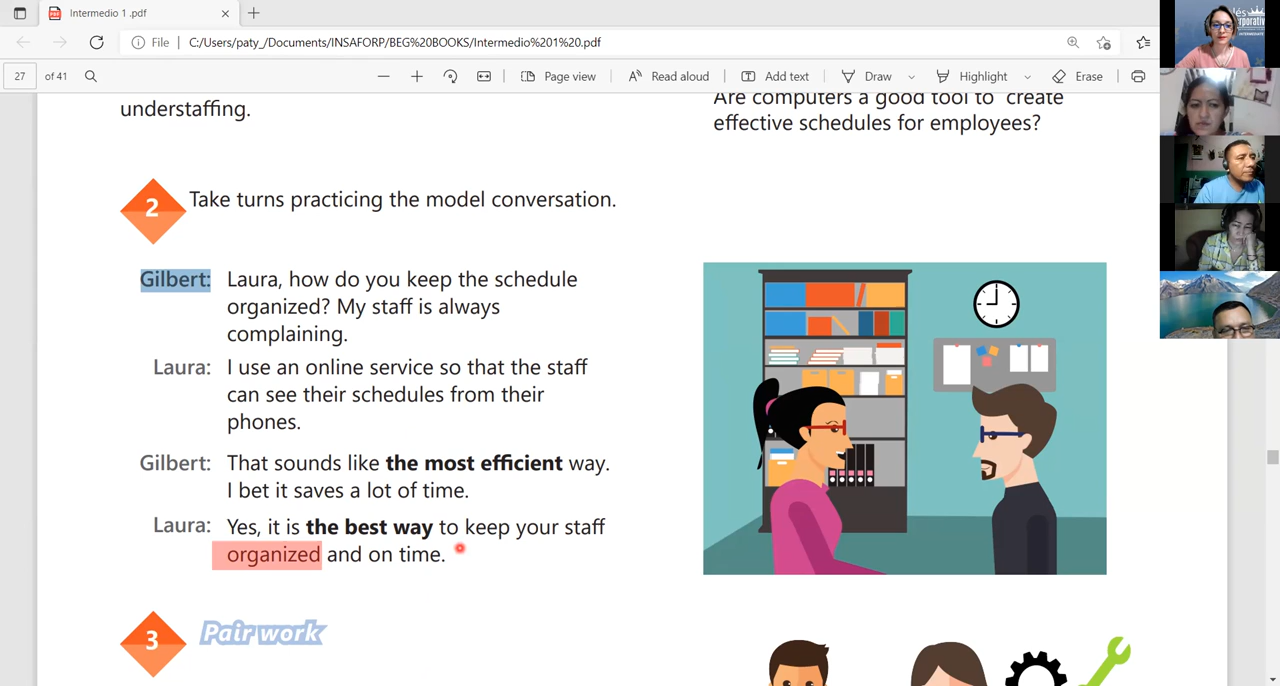 Intermedio 1 .pdf
File
C:/Users/paty_/Documents/INSAFORP/BEG%20BOOKS/Intermedio%201%20.pdf
27 of 41
Page view
Read aloud
Add text
Draw
Highlight
Erase
understaffing.
Are computers a good tool to create
effective schedules for employees?
2 Take turns practicing the model conversation.
Gilbert: Laura, how do you keep the schedule
organized? My staff is always
complaining.
Laura: I use an online service so that the staff
can see their schedules from their
phones.
Gilbert: That sounds like the most efficient way.
I bet it saves a lot of time.
Laura: Yes, it is the best way to keep your staff
organized and on time.
3 Pair work